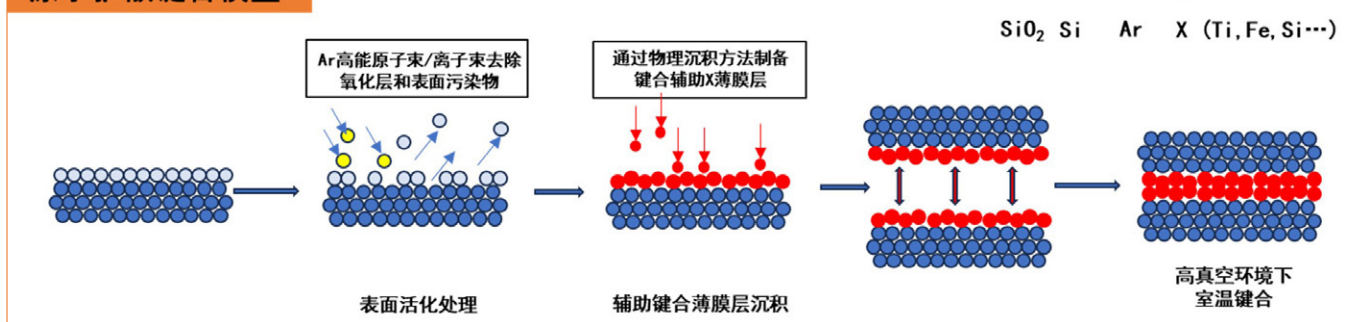 SiO₂ Si Ar X (Ti,Fe,Si…)
Ar高能原子束/离子束去除
氧化层和表面污染物
通过物理沉积方法制备
键合辅助X薄膜层
表面活化处理
辅助键合薄膜层沉积
高真空环境下
室温键合